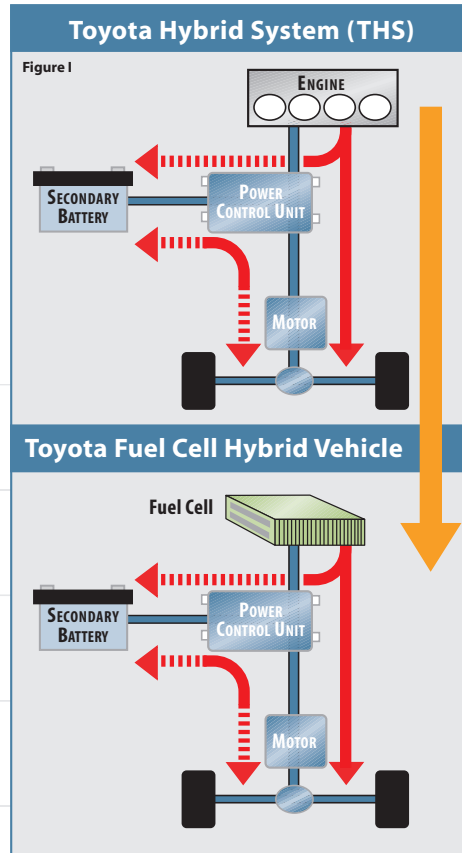 Toyota Hybrid System (THS)
Figure I
ENGINE
SECONDARY
BATTERY
POWER
CONTROL UNIT
MOTOR
Toyota Fuel Cell Hybrid Vehicle
Fuel Cell
SECONDARY
BATTERY
POWER
CONTROL UNIT
MOTOR